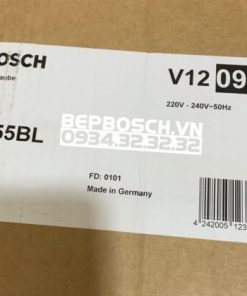 BOSCH
V12 09
220V - 240V~50Hz
55BL
BEPBOSCH.VN
0934.32.32.32
FD: 0101
Made in Germany
4 242005 123